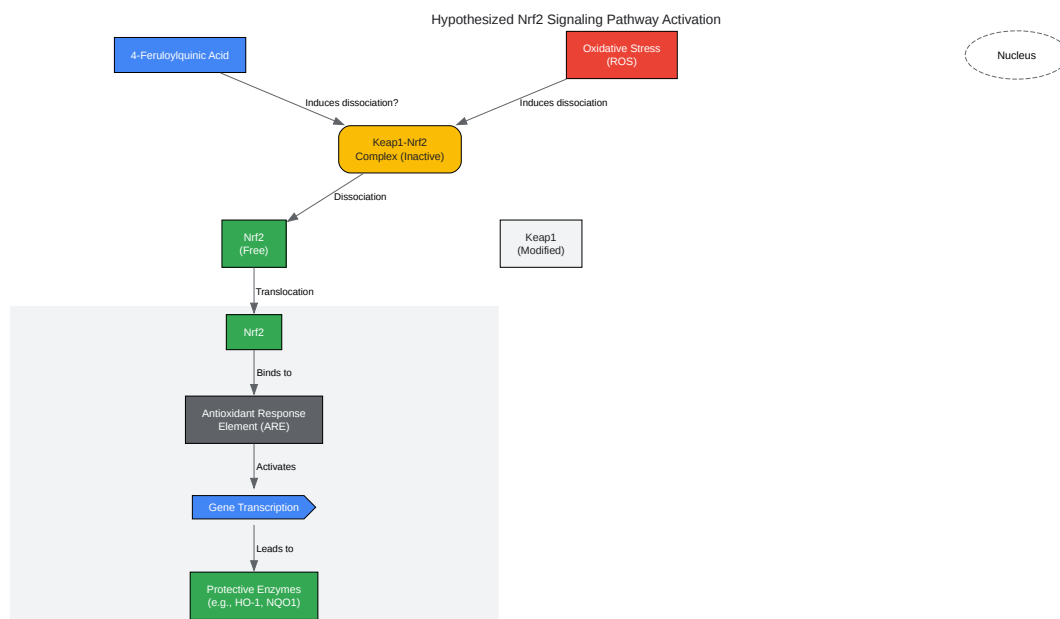 Hypothesized Nrf2 Signaling Pathway Activation
4-Feruloylquinic Acid
Oxidative Stress
(ROS)
Nucleus
Induces dissociation?
Induces dissociation
Keap1-Nrf2
Complex (Inactive)
Dissociation
Nrf2
(Free)
Keap1
(Modified)
Translocation
Nrf2
Binds to
Antioxidant Response
Element (ARE)
Activates
Gene Transcription
Leads to
Protective Enzymes
(e.g., HO-1, NQO1)